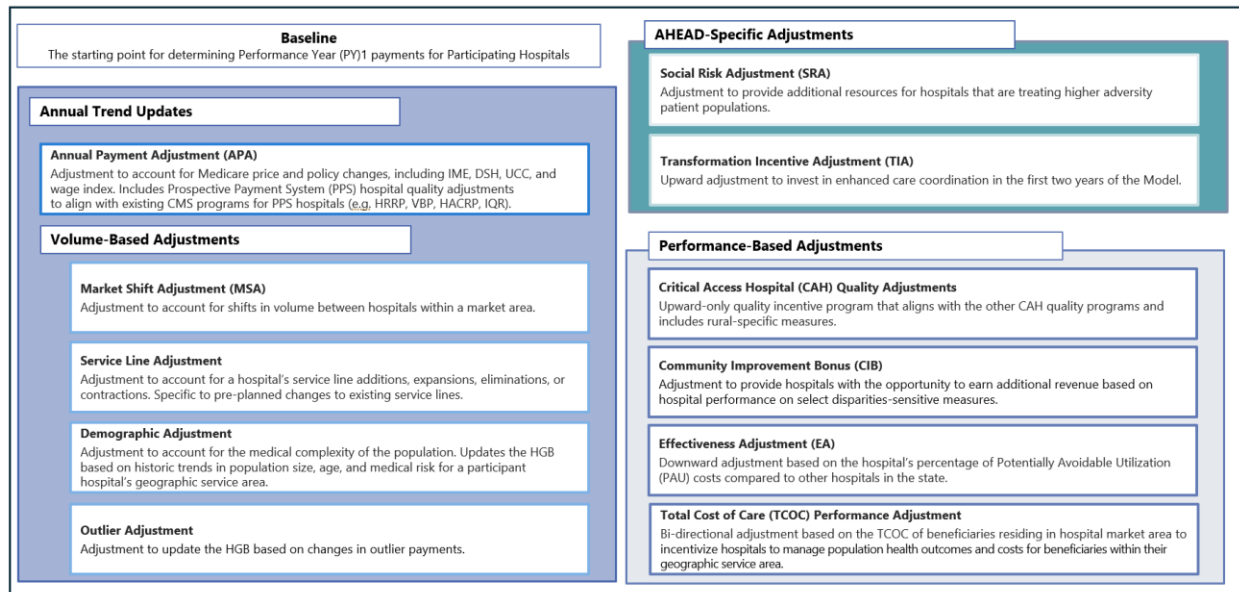 Baseline
The starting point for determining Performance Year (PY)1 payments for Participating Hospitals
Annual Trend Updates
Annual Payment Adjustment (APA)
Adjustment to account for Medicare price and policy changes, including IME, DSH, UCC, and
wage index. Includes Prospective Payment System (PPS) hospital quality adjustments
to align with existing CMS programs for PPS hospitals (e.g, HRRP, VBP, HACRP, IQR).
Volume-Based Adjustments
Market Shift Adjustment (MSA)
Adjustment to account for shifts in volume between hospitals within a market area.
Service Line Adjustment
Adjustment to account for a hospital's service line additions, expansions, eliminations, or
contractions. Specific to pre-planned changes to existing service lines.
Demographic Adjustment
Adjustment to account for the medical complexity of the population. Updates the HGB
based on historic trends in population size, age, and medical risk for a participant
hospital's geographic service area.
Outlier Adjustment
Adjustment to update the HGB based on changes in outlier payments.
AHEAD-Specific Adjustments
Social Risk Adjustment (SRA)
Adjustment to provide additional resources for hospitals that are treating higher adversity
patient populations.
Transformation Incentive Adjustment (TIA)
Upward adjustment to invest in enhanced care coordination in the first two years of the Model.
Performance-Based Adjustments
Critical Access Hospital (CAH) Quality Adjustments
Upward-only quality incentive program that aligns with the other CAH quality programs and
includes rural-specific measures.
Community Improvement Bonus (CIB)
Adjustment to provide hospitals with the opportunity to earn additional revenue based on
hospital performance on select disparities-sensitive measures.
Effectiveness Adjustment (EA)
Downward adjustment based on the hospital's percentage of Potentially Avoidable Utilization
(PAU) costs compared to other hospitals in the state.
Total Cost of Care (TCOC) Performance Adjustment
Bi-directional adjustment based on the TCOC of beneficiaries residing in hospital market area to
incentivize hospitals to manage population health outcomes and costs for beneficiaries within their
geographic service area.